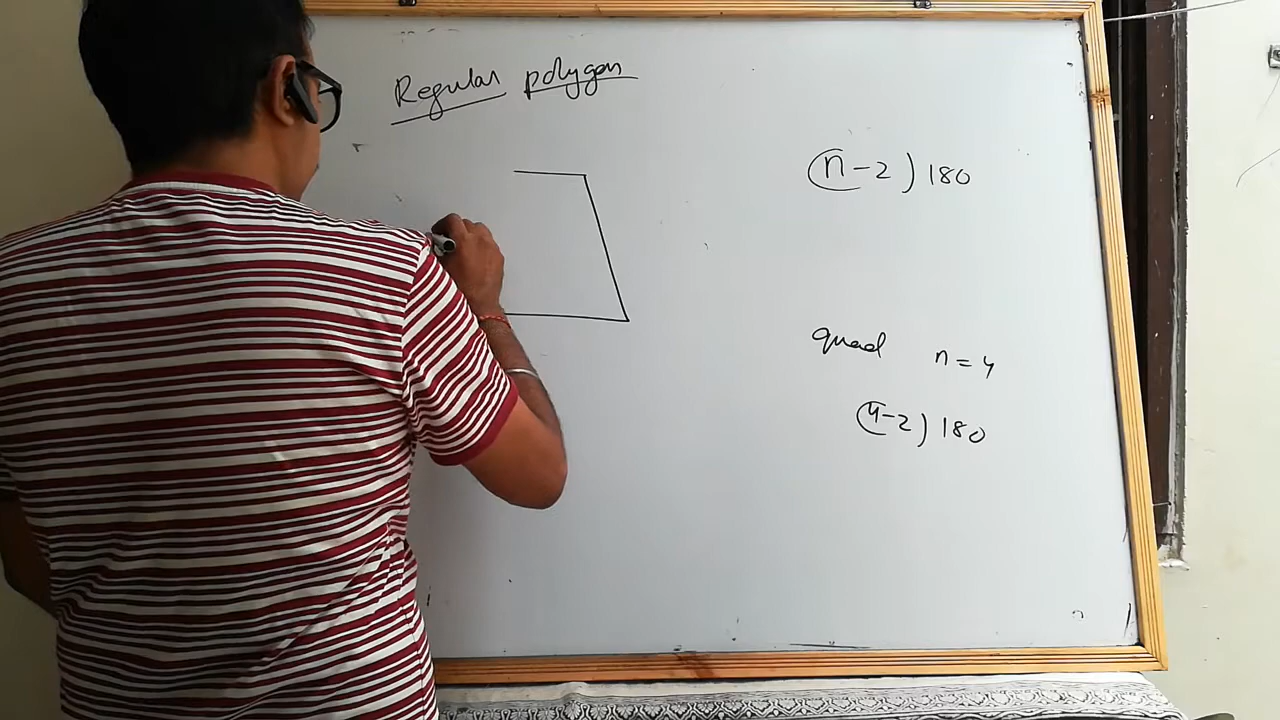 Regular polygon
(n-2) 180
quad n = 4
(4-2) 180